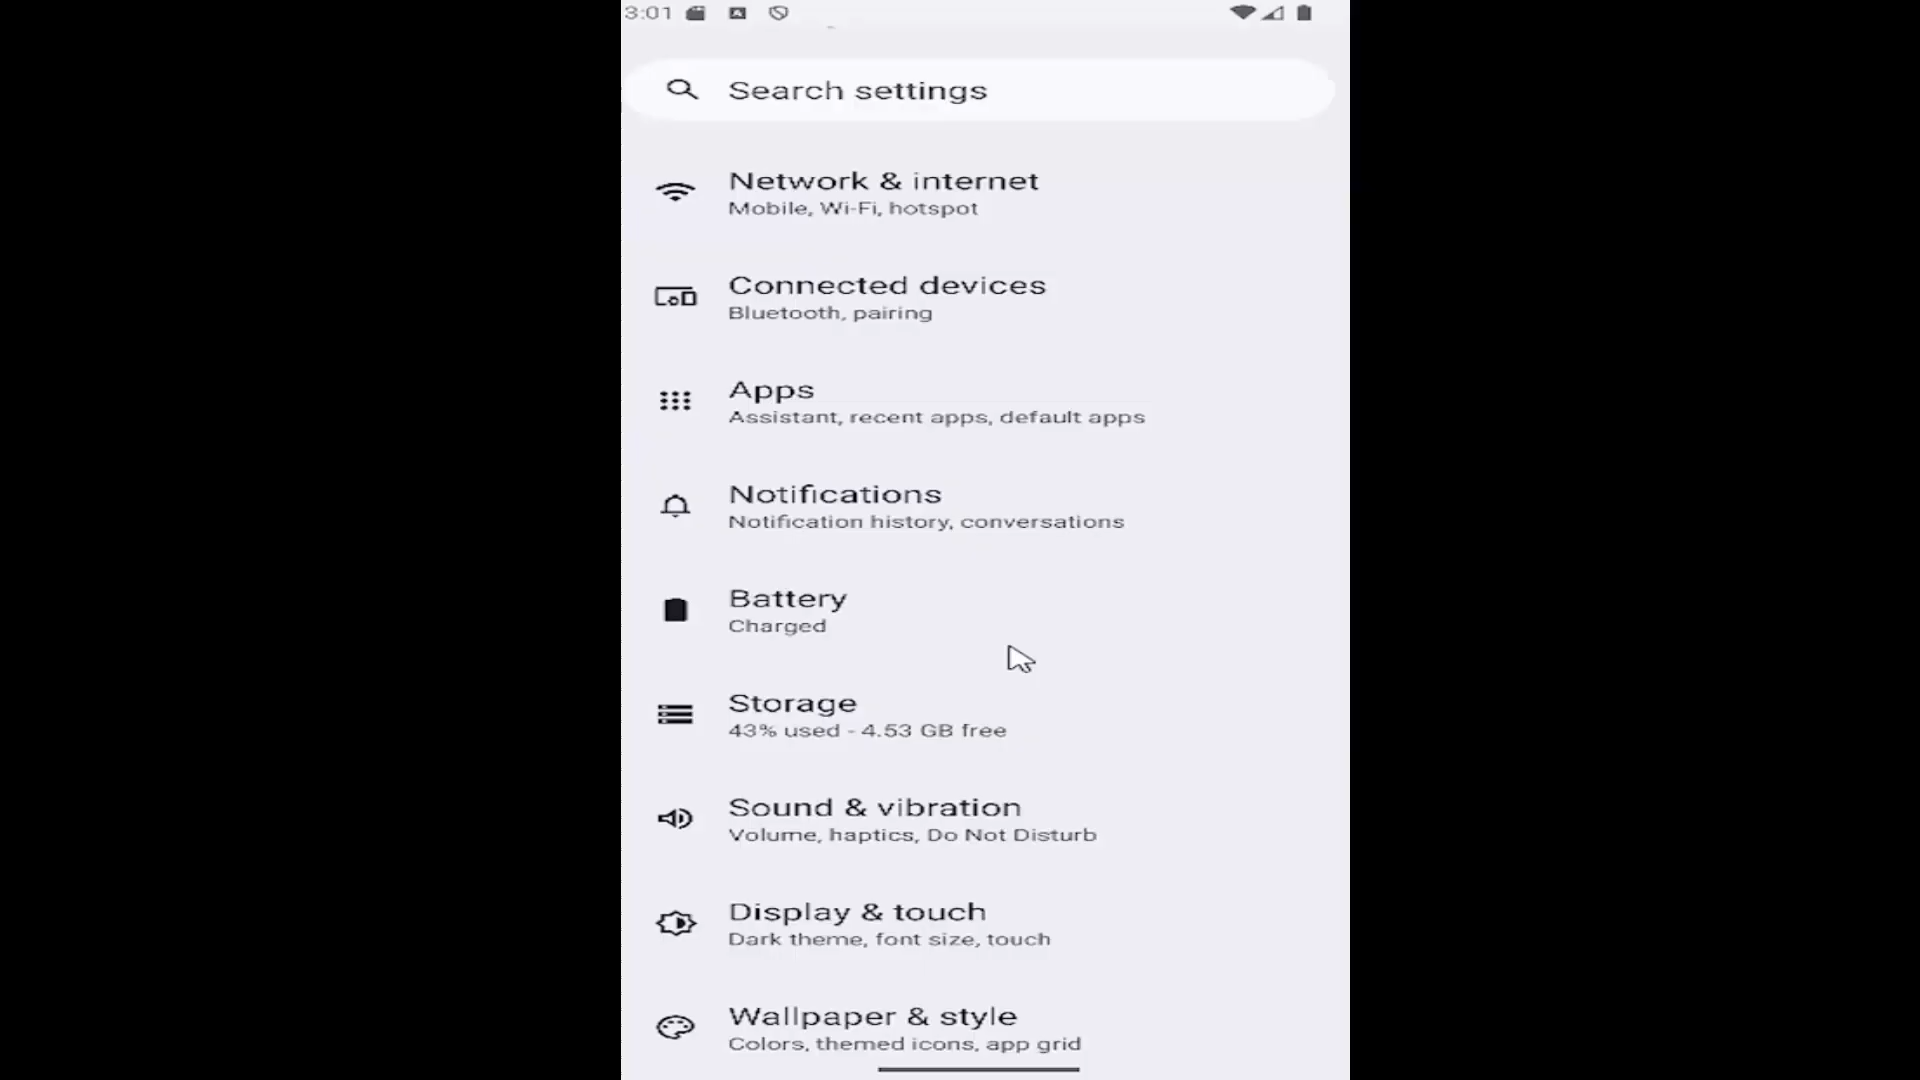 3:01
Search settings
Network & internet
Mobile, Wi-Fi, hotspot
Connected devices
Bluetooth, pairing
Apps
Assistant, recent apps, default apps
Notifications
Notification history, conversations
Battery
Charged
Storage
43% used - 4.53 GB free
Sound & vibration
Volume, haptics, Do Not Disturb
Display & touch
Dark theme, font size, touch
Wallpaper & style
Colors, themed icons, app grid